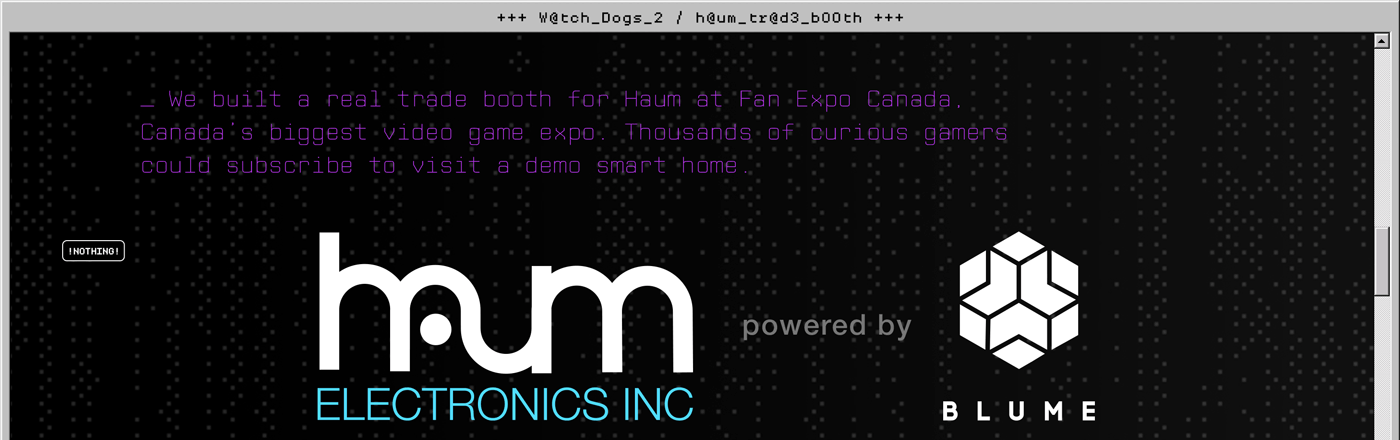 +++ W@tch_Dogs_2 / h@um_tr@d3_b00th +++
_ We built a real trade booth for Haum at Fan Expo Canada,
Canada's biggest video game expo. Thousands of curious gamers
could subscribe to visit a demo smart home.
!NOTHING!
haum
ELECTRONICS INC
powered by
BLUME